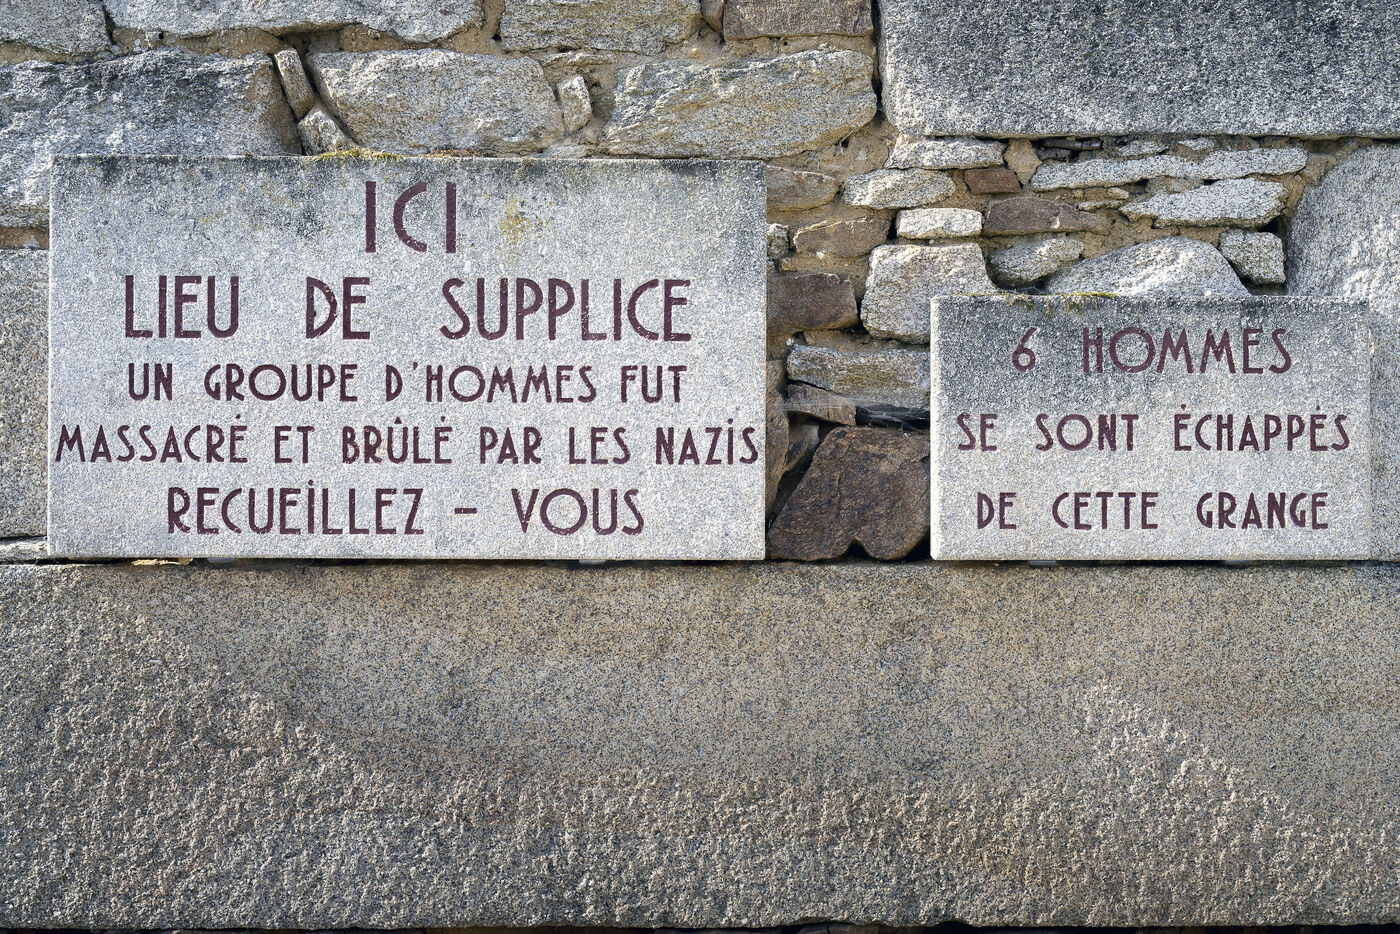 ICI
LIEU DE SUPPLICE
UN GROUPE D'HOMMES FUT
MASSACRÉ ET BRÛLÉ PAR LES NAZIS
RECUEILLEZ - VOUS
6 HOMMES
SE SONT ÉCHAPPÉS
DE CETTE GRANGE